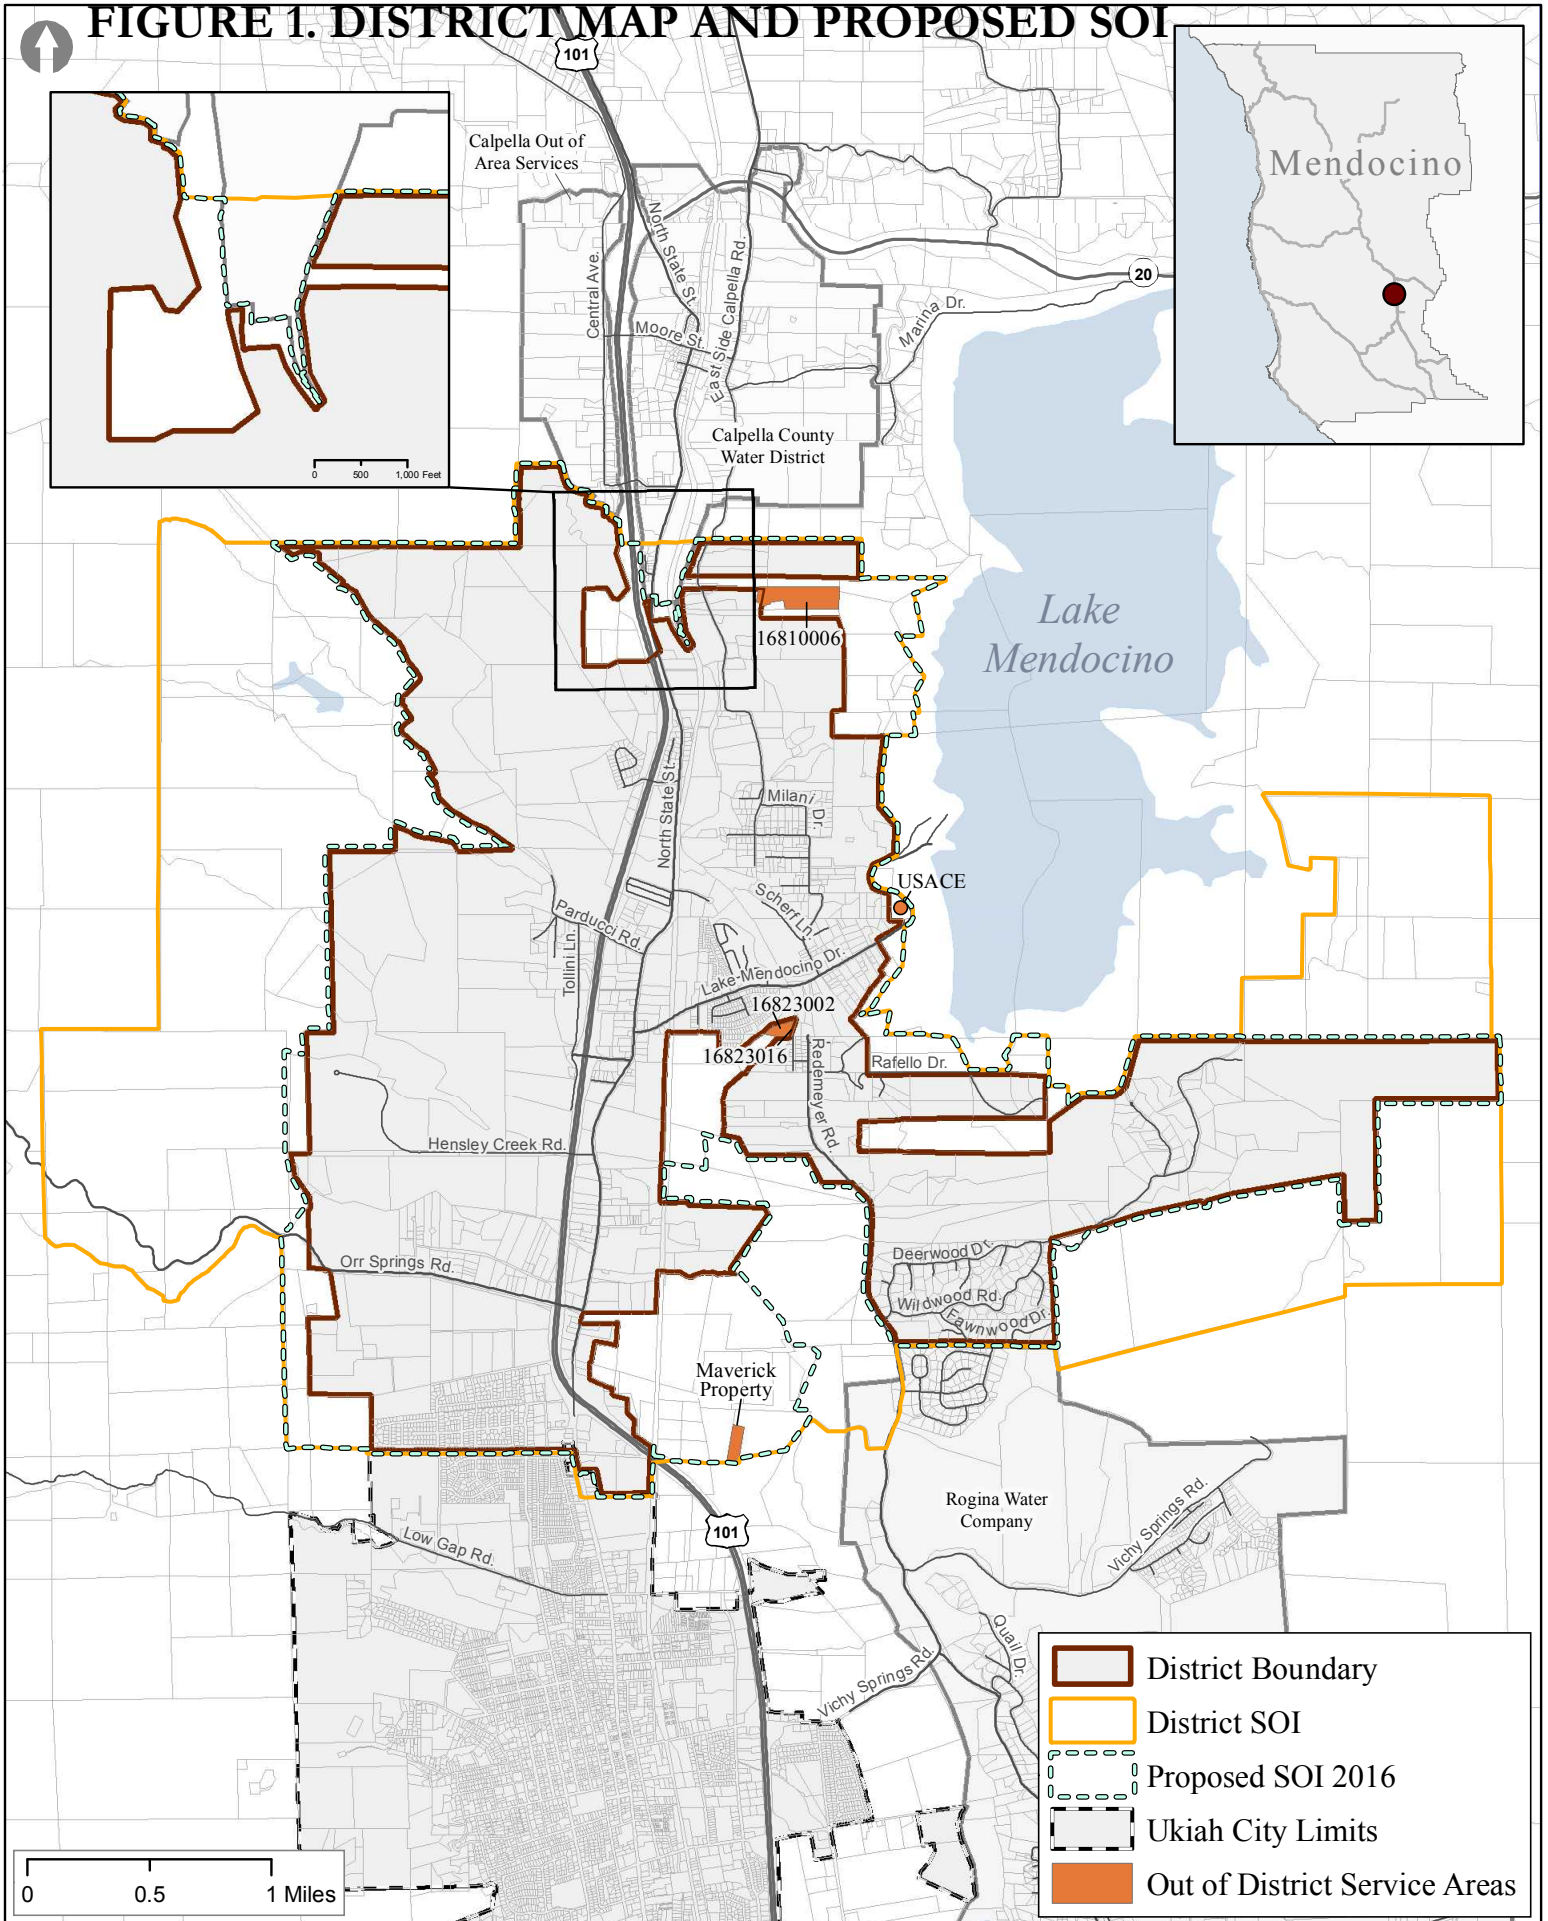 FIGURE 1. DISTRICT MAP AND PROPOSED SOI
101
Calpella Out of
Area Services
Mendocino
North State St.
Central Ave.
East Side Calpella Rd.
20
Marina Dr.
Moore St.
Calpella County
Water District
0 500 1,000 Feet
Lake
Mendocino
16810006
North State St.
Milani Dr.
USACE
Scherf Ln.
Parducci Rd.
Tollini Ln.
Lake Mendocino Dr.
16823002
16823016
Redemeyer Rd.
Rafello Dr.
Hensley Creek Rd.
Orr Springs Rd.
Deerwood Dr.
Wildwood Rd.
Fawnwood Dr.
Maverick
Property
Rogina Water
Company
Vichy Springs Rd.
101
Low Gap Rd.
Quail Dr.
Vichy Springs Rd.
District Boundary
District SOI
Proposed SOI 2016
Ukiah City Limits
Out of District Service Areas
0 0.5 1 Miles